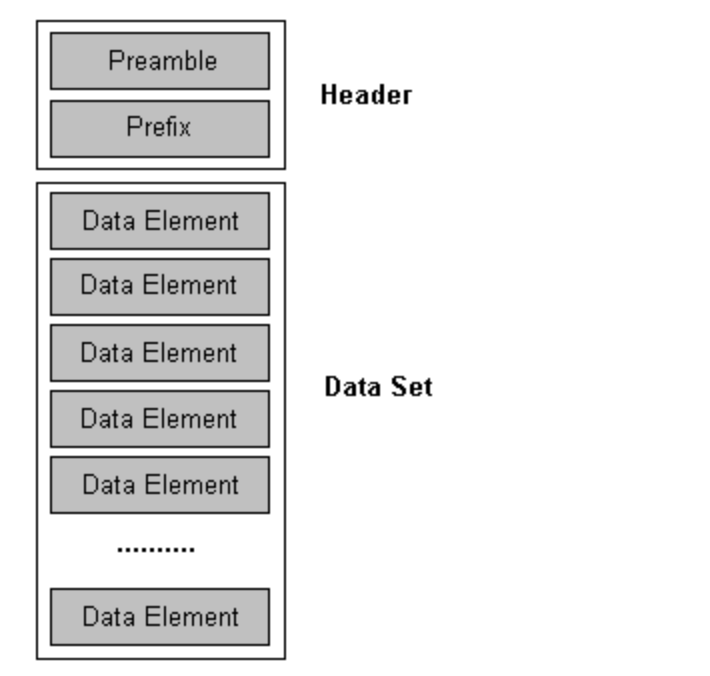 Preamble
Header
Prefix
Data Element
Data Element
Data Element
Data Set
Data Element
Data Element
..........
Data Element